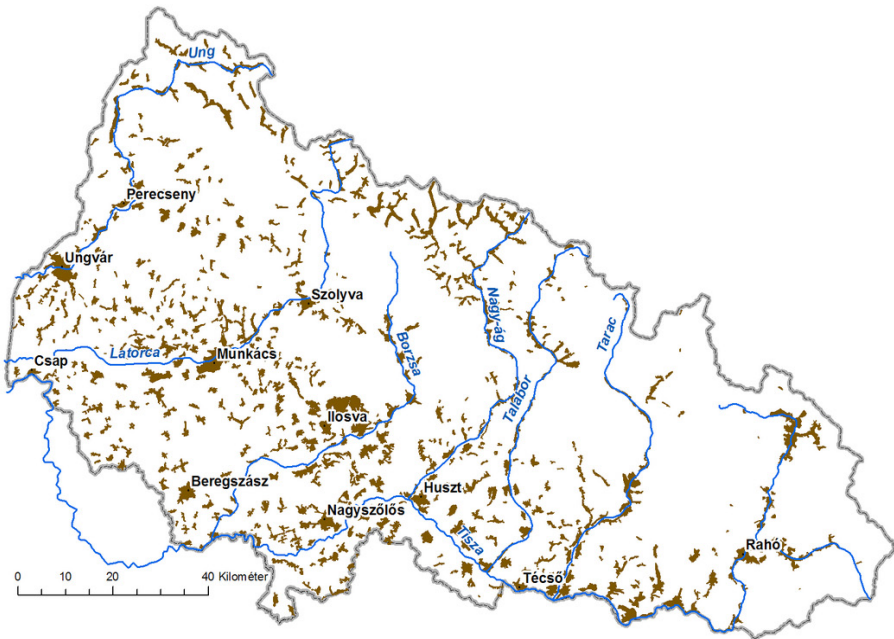 Ung
Perecseny
Ungvár
Szolyva
Nagy-ág
Tarac
Borzsa
Latorca
Munkács
Csap
Talabor
Ilosva
Beregszász
Huszt
Nagyszőlős
Tisza
Rahó
Técső
0 10 20 40 Kilométer